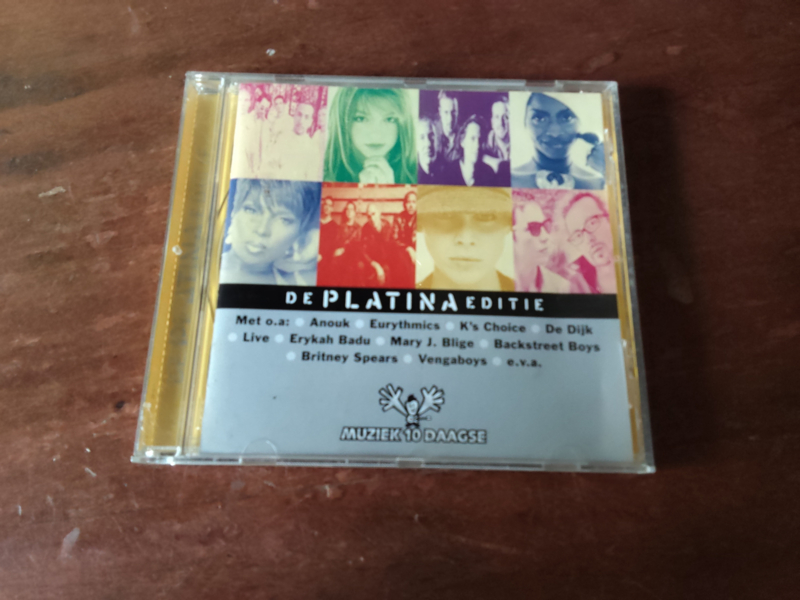 DE PLATINA EDITIE
Met o.a: Anouk Eurythmics K's Choice De Dijk
Live Erykah Badu Mary J. Blige Backstreet Boys
Britney Spears Vengaboys e.v.a.
MUZIEK 10 DAAGSE